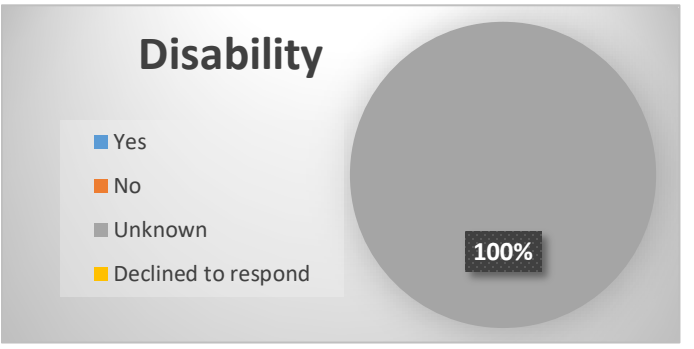 Disability
Yes
No
Unknown
Declined to respond
100%